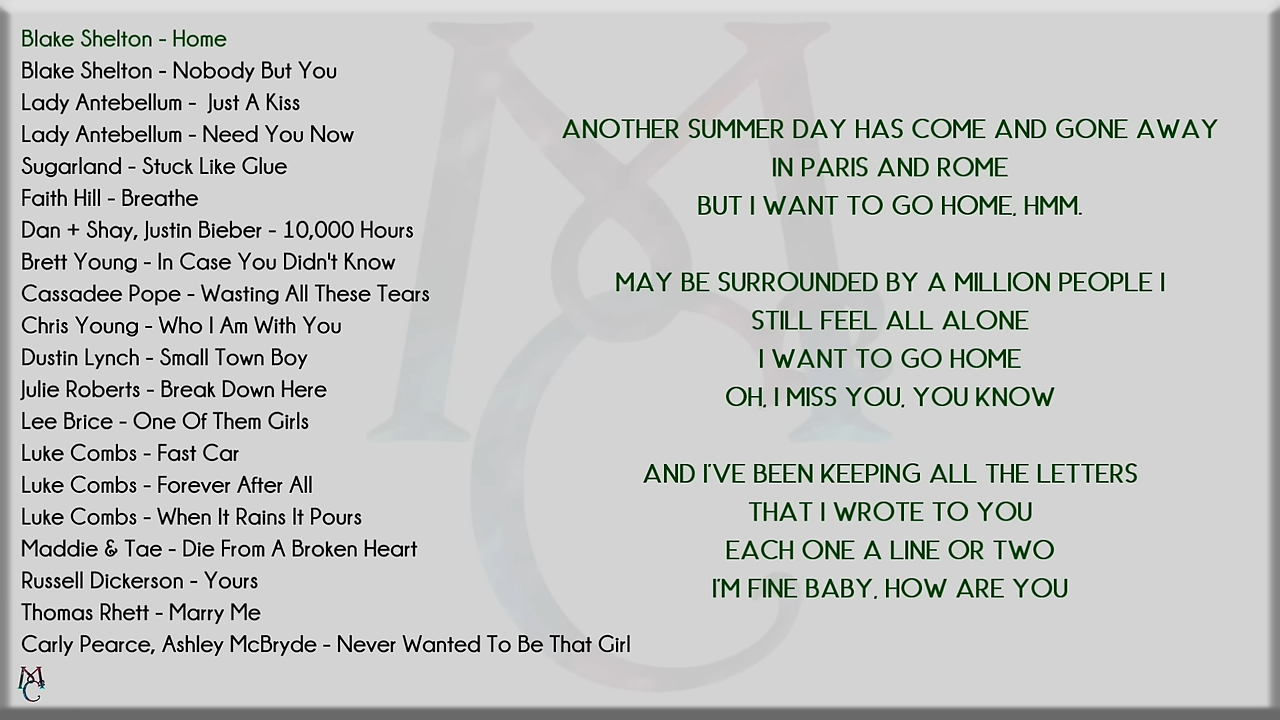 Blake Shelton - Home
Blake Shelton - Nobody But You
Lady Antebellum -  Just A Kiss
Lady Antebellum - Need You Now
Sugarland - Stuck Like Glue
Faith Hill - Breathe
Dan + Shay, Justin Bieber - 10,000 Hours
Brett Young - In Case You Didn't Know
Cassadee Pope - Wasting All These Tears
Chris Young - Who I Am With You
Dustin Lynch - Small Town Boy
Julie Roberts - Break Down Here
Lee Brice - One Of Them Girls
Luke Combs - Fast Car
Luke Combs - Forever After All
Luke Combs - When It Rains It Pours
Maddie & Tae - Die From A Broken Heart
Russell Dickerson - Yours
Thomas Rhett - Marry Me
Carly Pearce, Ashley McBryde - Never Wanted To Be That Girl
ANOTHER SUMMER DAY HAS COME AND GONE AWAY
IN PARIS AND ROME
BUT I WANT TO GO HOME, HMM.
MAY BE SURROUNDED BY A MILLION PEOPLE I
STILL FEEL ALL ALONE
I WANT TO GO HOME
OH, I MISS YOU, YOU KNOW
AND I'VE BEEN KEEPING ALL THE LETTERS
THAT I WROTE TO YOU
EACH ONE A LINE OR TWO
I'M FINE BABY, HOW ARE YOU